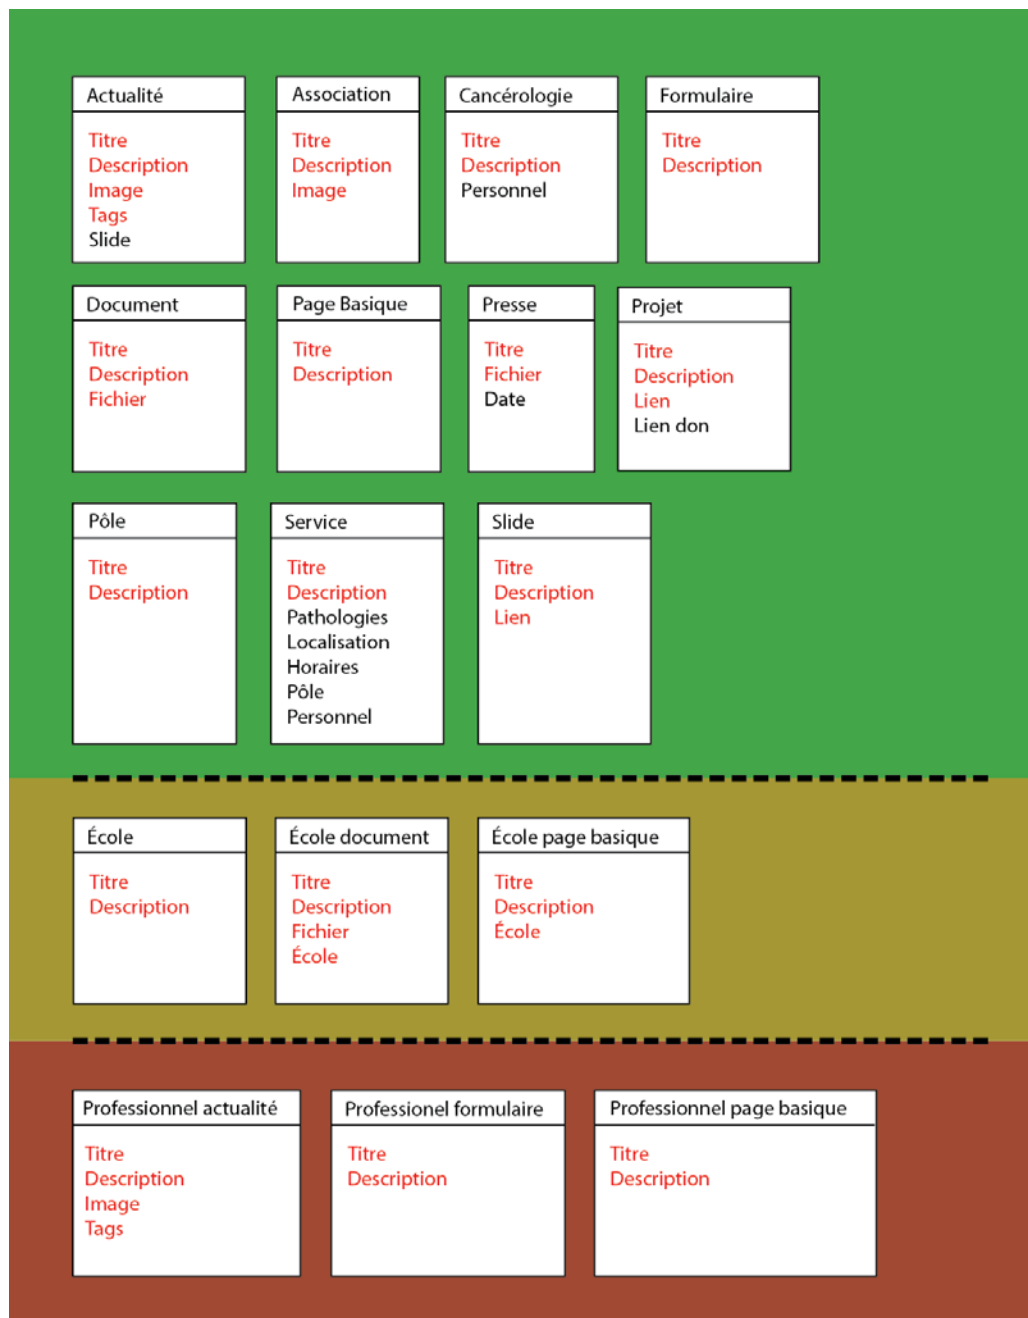 Actualité
Titre
Description
Image
Tags
Slide
Association
Titre
Description
Image
Cancérologie
Titre
Description
Personnel
Formulaire
Titre
Description
Document
Titre
Description
Fichier
Page Basique
Titre
Description
Presse
Titre
Fichier
Date
Projet
Titre
Description
Lien
Lien don
Pôle
Titre
Description
Service
Titre
Description
Pathologies
Localisation
Horaires
Pôle
Personnel
Slide
Titre
Description
Lien
École
Titre
Description
École document
Titre
Description
Fichier
École
École page basique
Titre
Description
École
Professionnel actualité
Titre
Description
Image
Tags
Professionel formulaire
Titre
Description
Professionnel page basique
Titre
Description